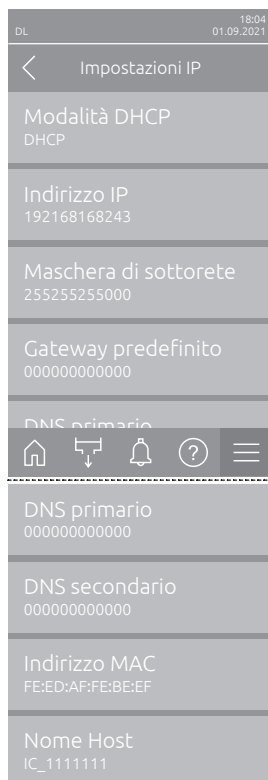 18:04
DL
01.09.2021
Impostazioni IP
Modalità DHCP
DHCP
Indirizzo IP
192168168243
Maschera di sottorete
255255255000
Gateway predefinito
000000000000
DNS primario
?
DNS primario
000000000000
DNS secondario
000000000000
Indirizzo MAC
FE:ED:AF:FE:BE:EF
Nome Host
IC_1111111